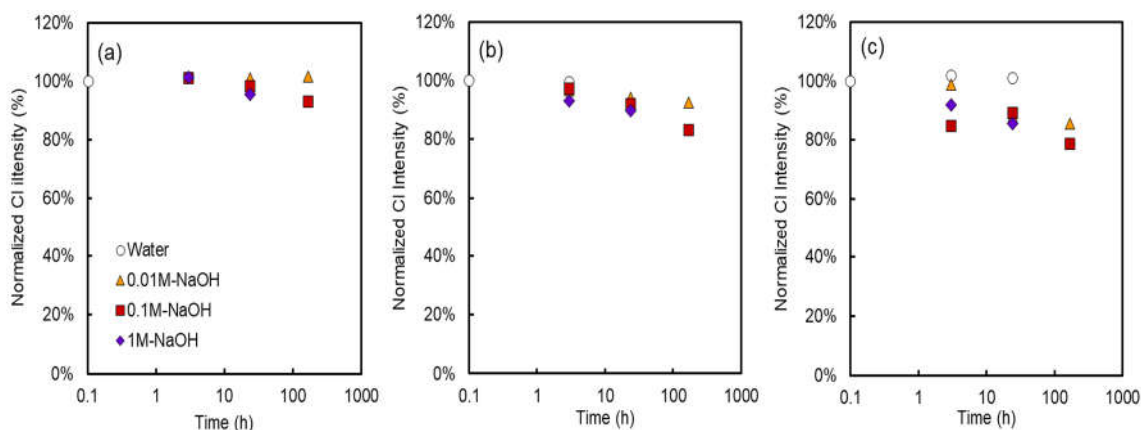 120%
100%
80%
60%
40%
20%
0%
0.1
1
10
100
1000
Normalized Cl iItensity (%)
Time (h)
(a)
Water
0.01M-NaOH
0.1M-NaOH
1M-NaOH
120%
100%
80%
60%
40%
20%
0%
0.1
1
10
100
1000
Normalized Cl Intensity (%)
Time (h)
(b)
120%
100%
80%
60%
40%
20%
0%
0.1
1
10
100
1000
Normalized Cl Intensity (%)
Time (h)
(c)